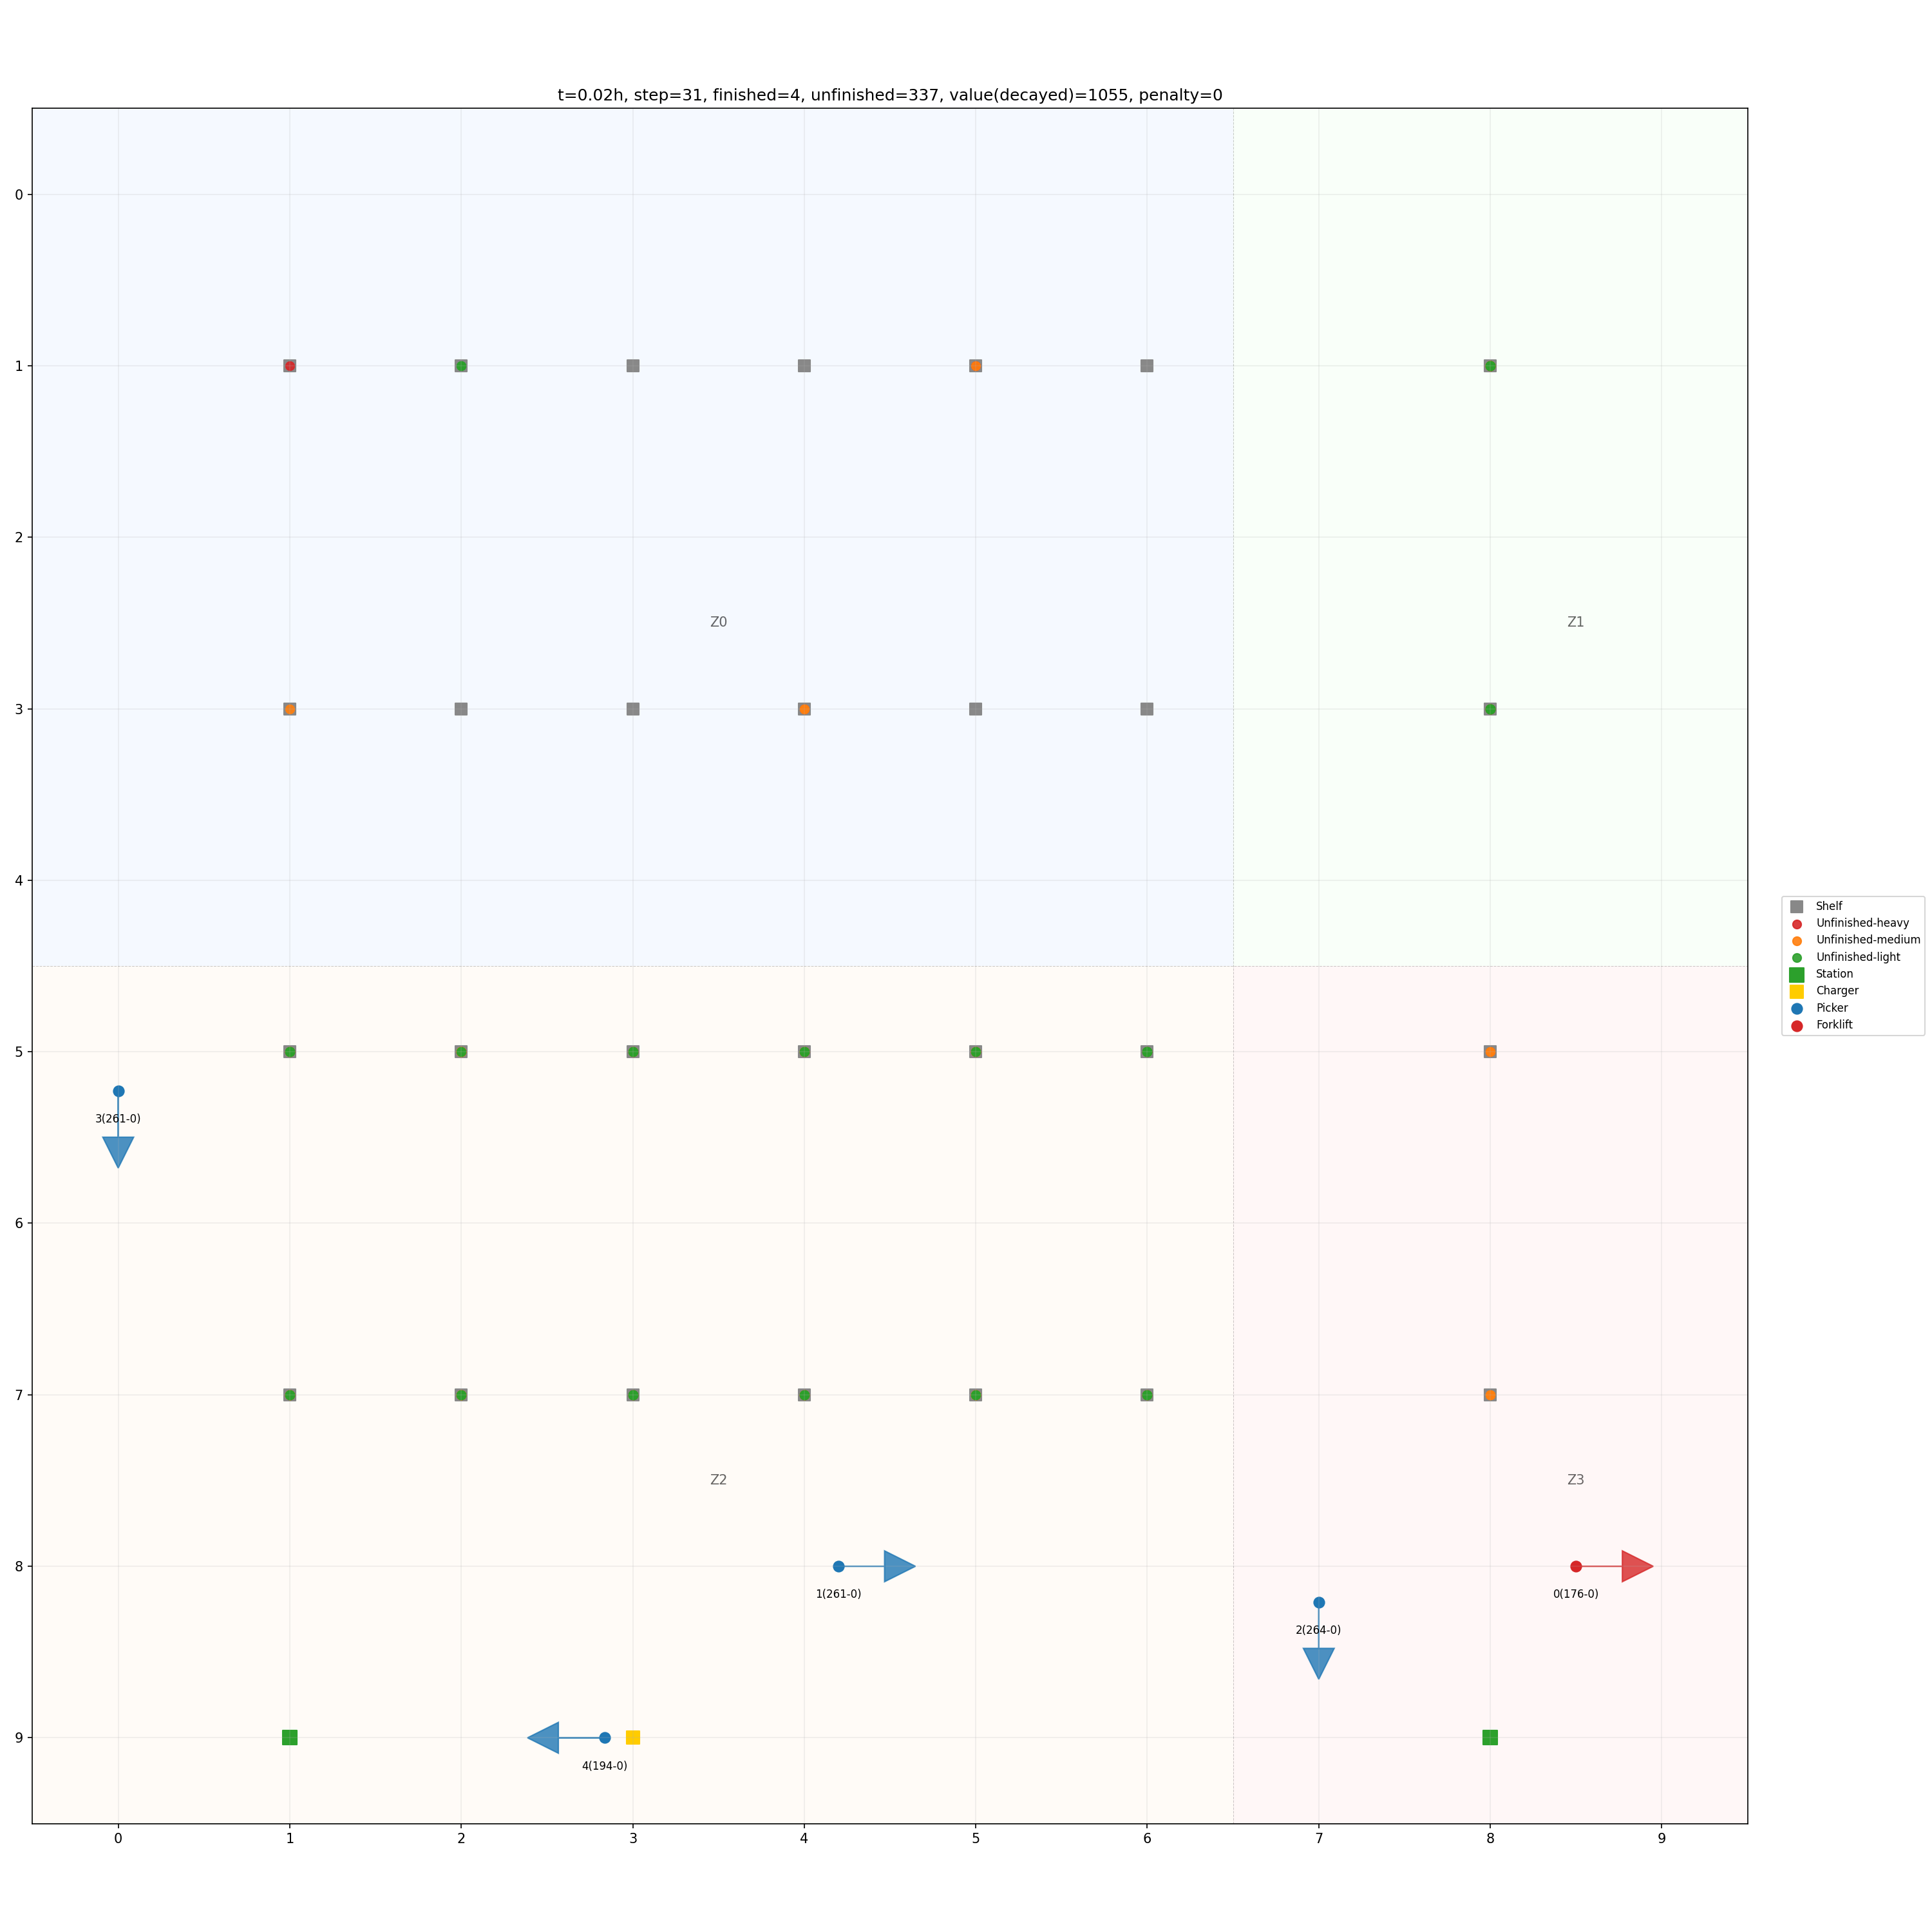 t=0.02h, step=31, finished=4, unfinished=337, value(decayed)=1055, penalty=0
0
1
2
Z0
Z1
3
4
Shelf
Unfinished-heavy
Unfinished-medium
Unfinished-light
Station
Charger
Picker
Forklift
5
3(261-0)
6
7
Z2
Z3
8
1(261-0)
0(176-0)
2(264-0)
9
4(194-0)
0 1 2 3 4 5 6 7 8 9